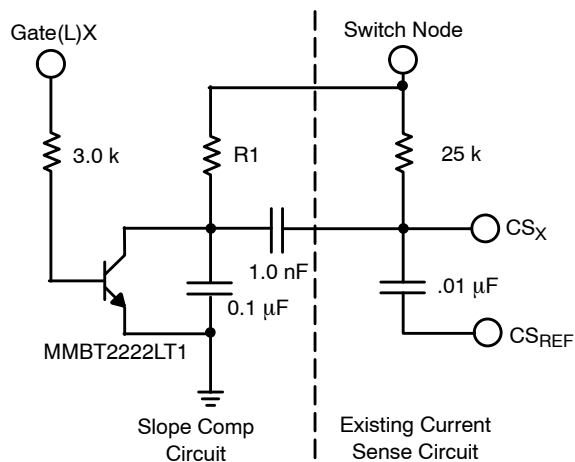 Gate(L)X
Switch Node
3.0 k
R1
25 k
CSX
1.0 nF
0.1 μF
.01 μF
CSREF
MMBT2222LT1
Slope Comp
Circuit
Existing Current
Sense Circuit